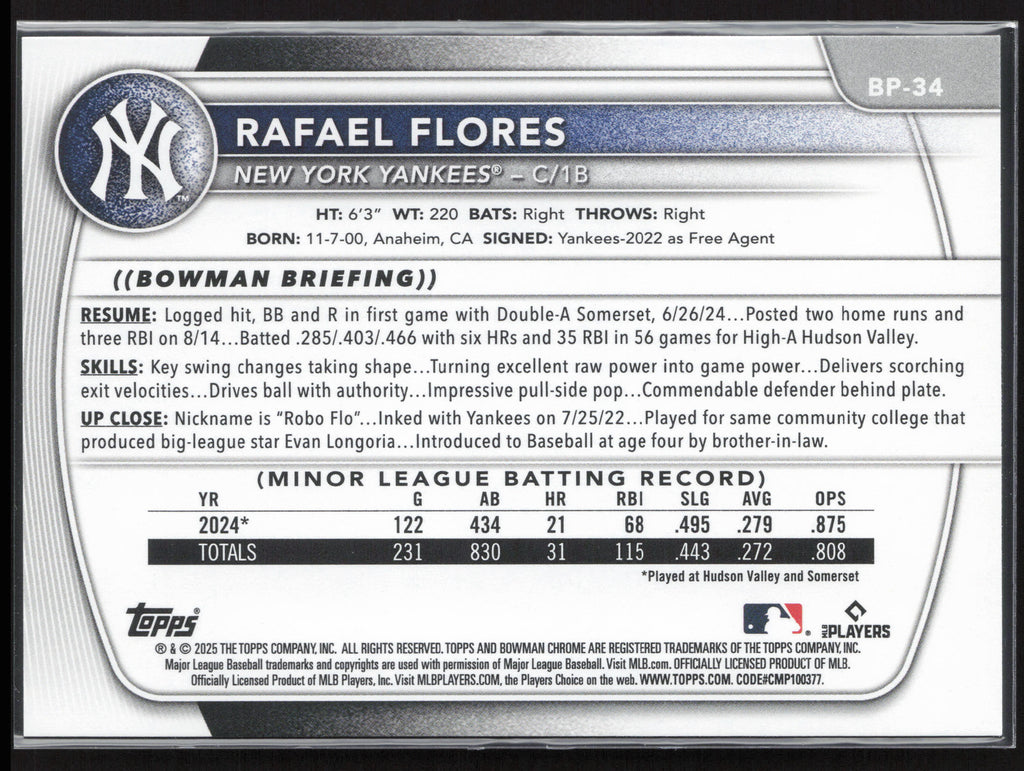 BP-34
NY
TM
RAFAEL FLORES
NEW YORK YANKEES® – C/1B
HT: 6'3" WT: 220 BATS: Right THROWS: Right
BORN: 11-7-00, Anaheim, CA SIGNED: Yankees-2022 as Free Agent
((BOWMAN BRIEFING))
RESUME: Logged hit, BB and R in first game with Double-A Somerset, 6/26/24...Posted two home runs and
three RBI on 8/14...Batted .285/.403/.466 with six HRs and 35 RBI in 56 games for High-A Hudson Valley.
SKILLS: Key swing changes taking shape...Turning excellent raw power into game power...Delivers scorching
exit velocities...Drives ball with authority...Impressive pull-side pop...Commendable defender behind plate.
UP CLOSE: Nickname is "Robo Flo"...Inked with Yankees on 7/25/22...Played for same community college that
produced big-league star Evan Longoria...Introduced to Baseball at age four by brother-in-law.
(MINOR LEAGUE BATTING RECORD)
YR G AB HR RBI SLG AVG OPS
2024* 122 434 21 68 .495 .279 .875
TOTALS 231 830 31 115 .443 .272 .808
*Played at Hudson Valley and Somerset
Topps® ® MLB PLAYERS
® & © 2025 THE TOPPS COMPANY, INC. ALL RIGHTS RESERVED. TOPPS AND BOWMAN CHROME ARE REGISTERED TRADEMARKS OF THE TOPPS COMPANY, INC.
Major League Baseball trademarks and copyrights are used with permission of Major League Baseball. Visit MLB.com. OFFICIALLY LICENSED PRODUCT OF MLB.
Officially Licensed Product of MLB Players, Inc. Visit MLBPLAYERS.COM, the Players Choice on the web. WWW.TOPPS.COM. CODE#CMP100377.